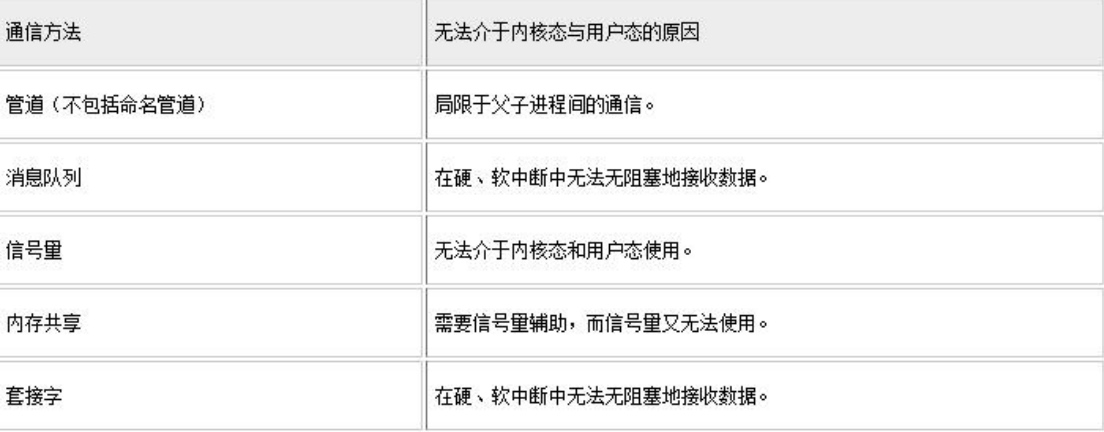 通信方法 无法介于内核态与用户态的原因
管道（不包括命名管道） 局限于父子进程间的通信。
消息队列 在硬、软中断中无法无阻塞地接收数据。
信号量 无法介于内核态和用户态使用。
内存共享 需要信号量辅助，而信号量又无法使用。
套接字 在硬、软中断中无法无阻塞地接收数据。